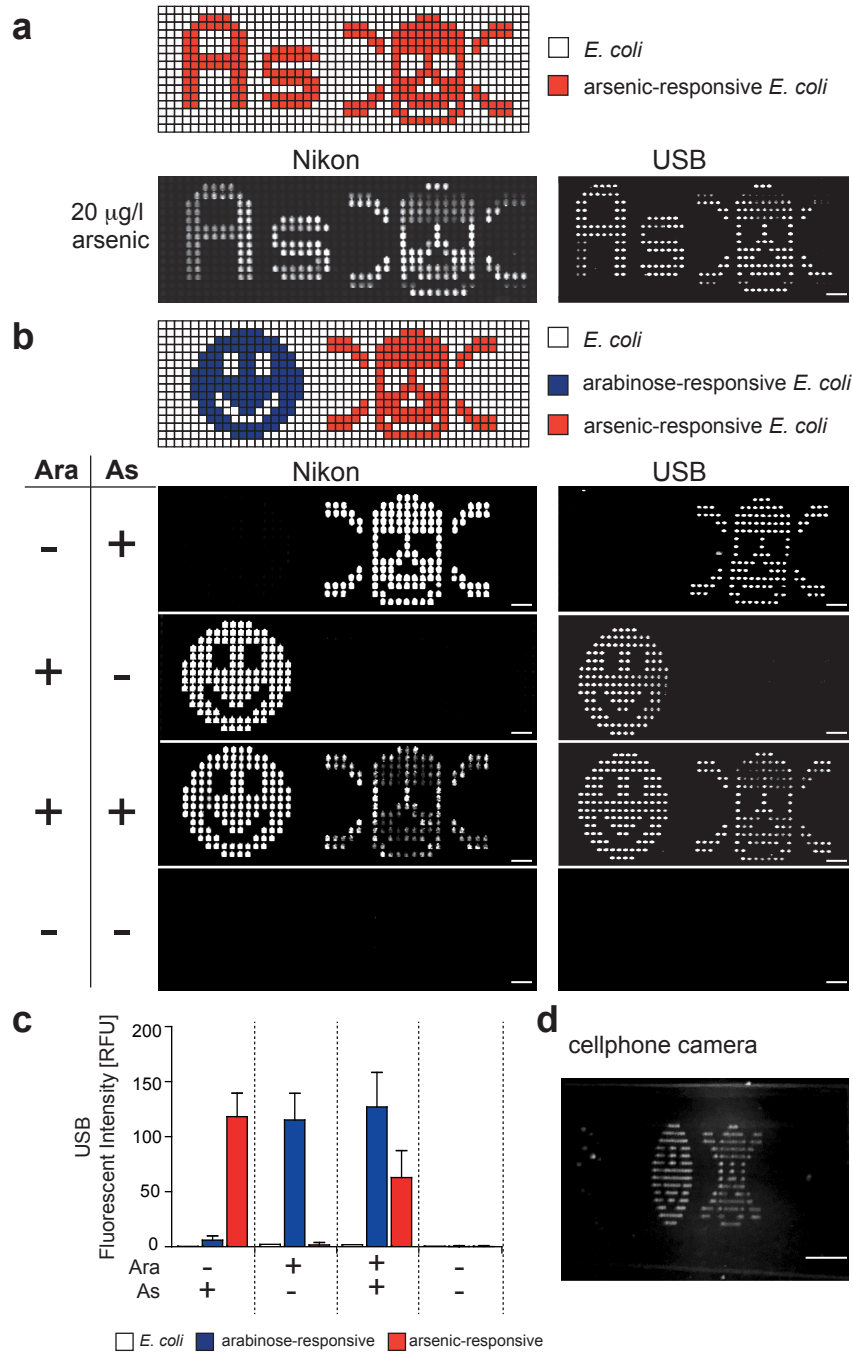 a
E. coli
arsenic-responsive E. coli
Nikon
USB
20 μg/l
arsenic
b
E. coli
arabinose-responsive E. coli
arsenic-responsive E. coli
Ara
As
Nikon
USB
- +
+ -
+ +
- -
c
200
150
100
50
0
USB
Fluorescent Intensity [RFU]
Ara - + + -
As + - + -
E. coli
arabinose-responsive
arsenic-responsive
d
cellphone camera